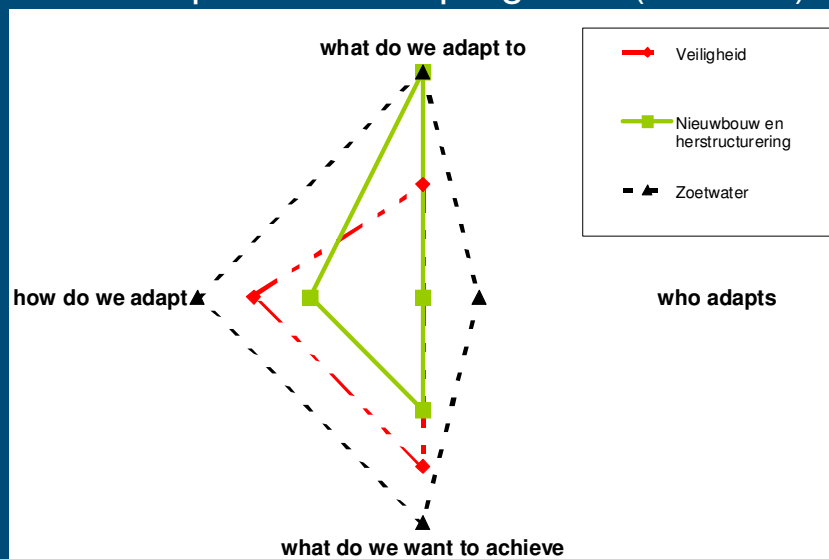 what do we adapt to
Veiligheid
Nieuwbouw en
herstructurering
Zoetwater
how do we adapt
who adapts
what do we want to achieve